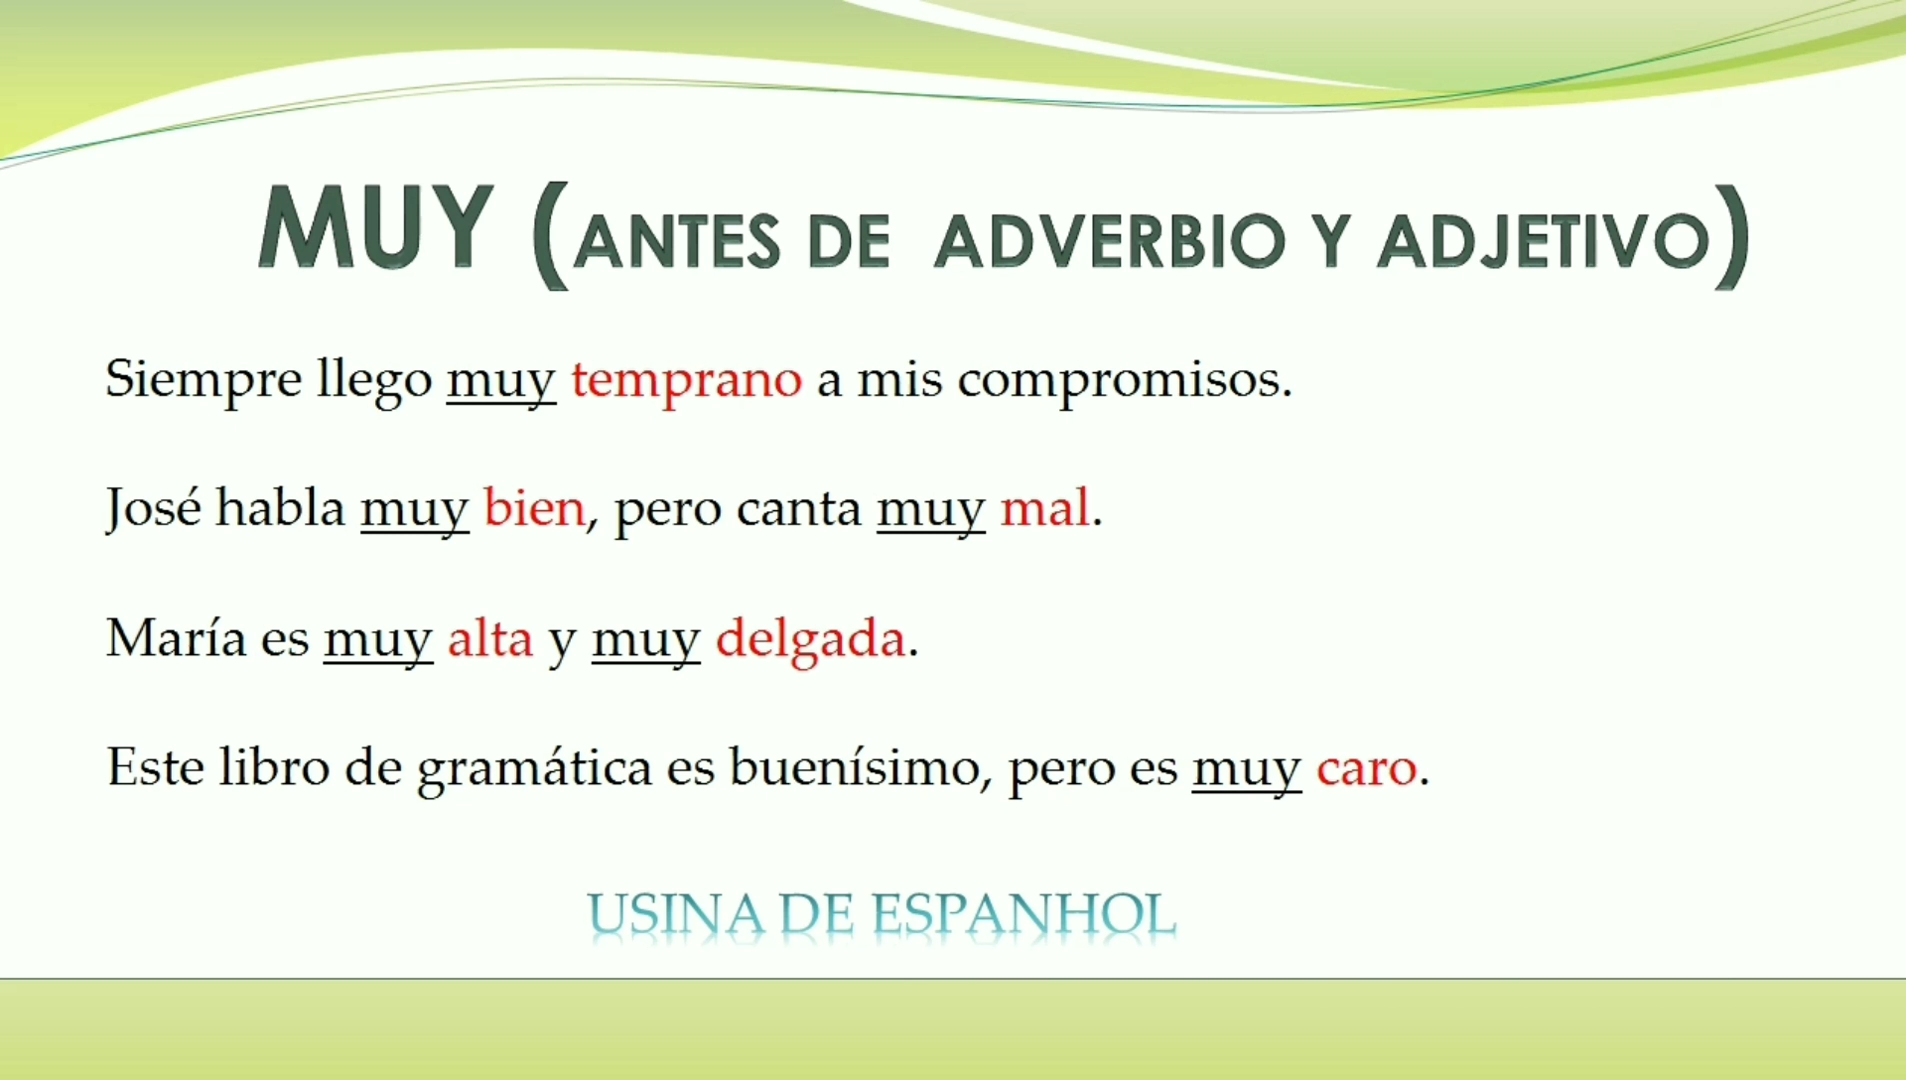 MUY (ANTES DE ADVERBIO Y ADJETIVO)
Siempre llego muy temprano a mis compromisos.
José habla muy bien, pero canta muy mal.
María es muy alta y muy delgada.
Este libro de gramática es buenísimo, pero es muy caro.
USINA DE ESPANHOL